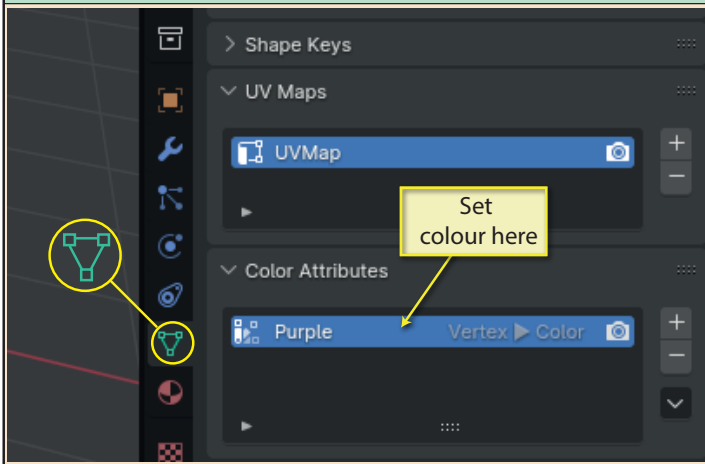 Shape Keys
UV Maps
UVMap
Set
colour here
Color Attributes
Purple Vertex ▶ Color